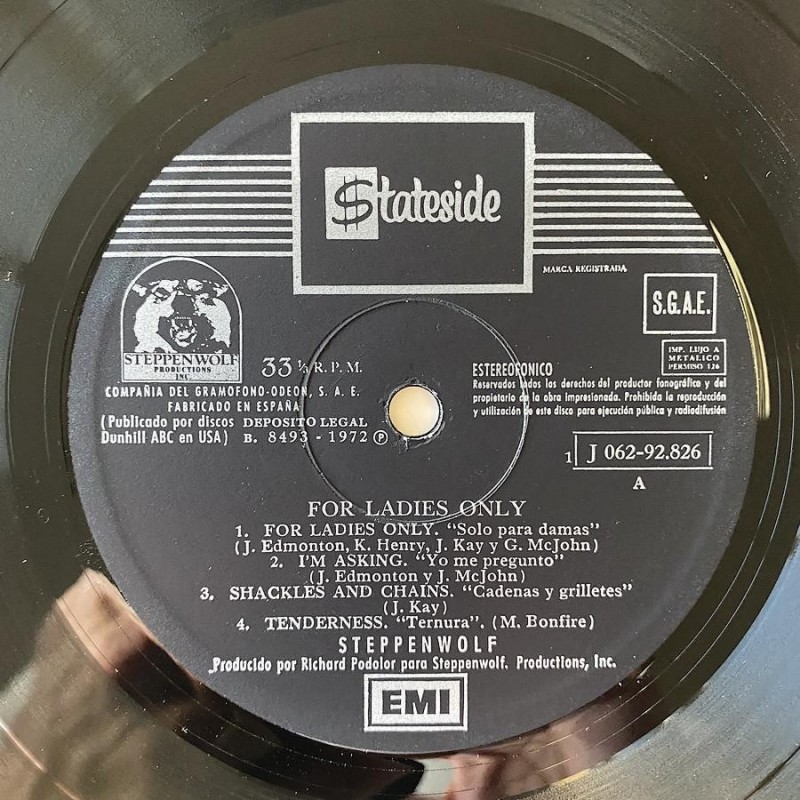 $tateside
MARCA REGISTRADA
S.G.A.E.
STEPPENWOLF
PRODUCTIONS
INC.
33 ⅓ R. P. M.
COMPAÑIA DEL GRAMOFONO-ODEON, S. A. E.
FABRICADO EN ESPAÑA
(Publicado por discos DEPOSITO LEGAL
Dunhill ABC en USA) B. 8493 - 1972 Ⓟ
IMP. LUJO A
METALICO
PERMISO 126
ESTEREOFONICO
Reservados todos los derechos del productor fonográfico y del
propietario de la obra impresionada. Prohibida la reproducción
y utilización de este disco para ejecución pública y radiodifusión
1 J 062-92.826
A
FOR LADIES ONLY
1. FOR LADIES ONLY. "Solo para damas"
(J. Edmonton, K. Henry, J. Kay y G. McJohn)
2. I'M ASKING. "Yo me pregunto"
(J. Edmonton y J. McJohn)
3. SHACKLES AND CHAINS. "Cadenas y grilletes"
(J. Kay)
4. TENDERNESS. "Ternura". (M. Bonfire)
STEPPENWOLF
Producido por Richard Podolor para Steppenwolf. Productions, Inc.
EMI